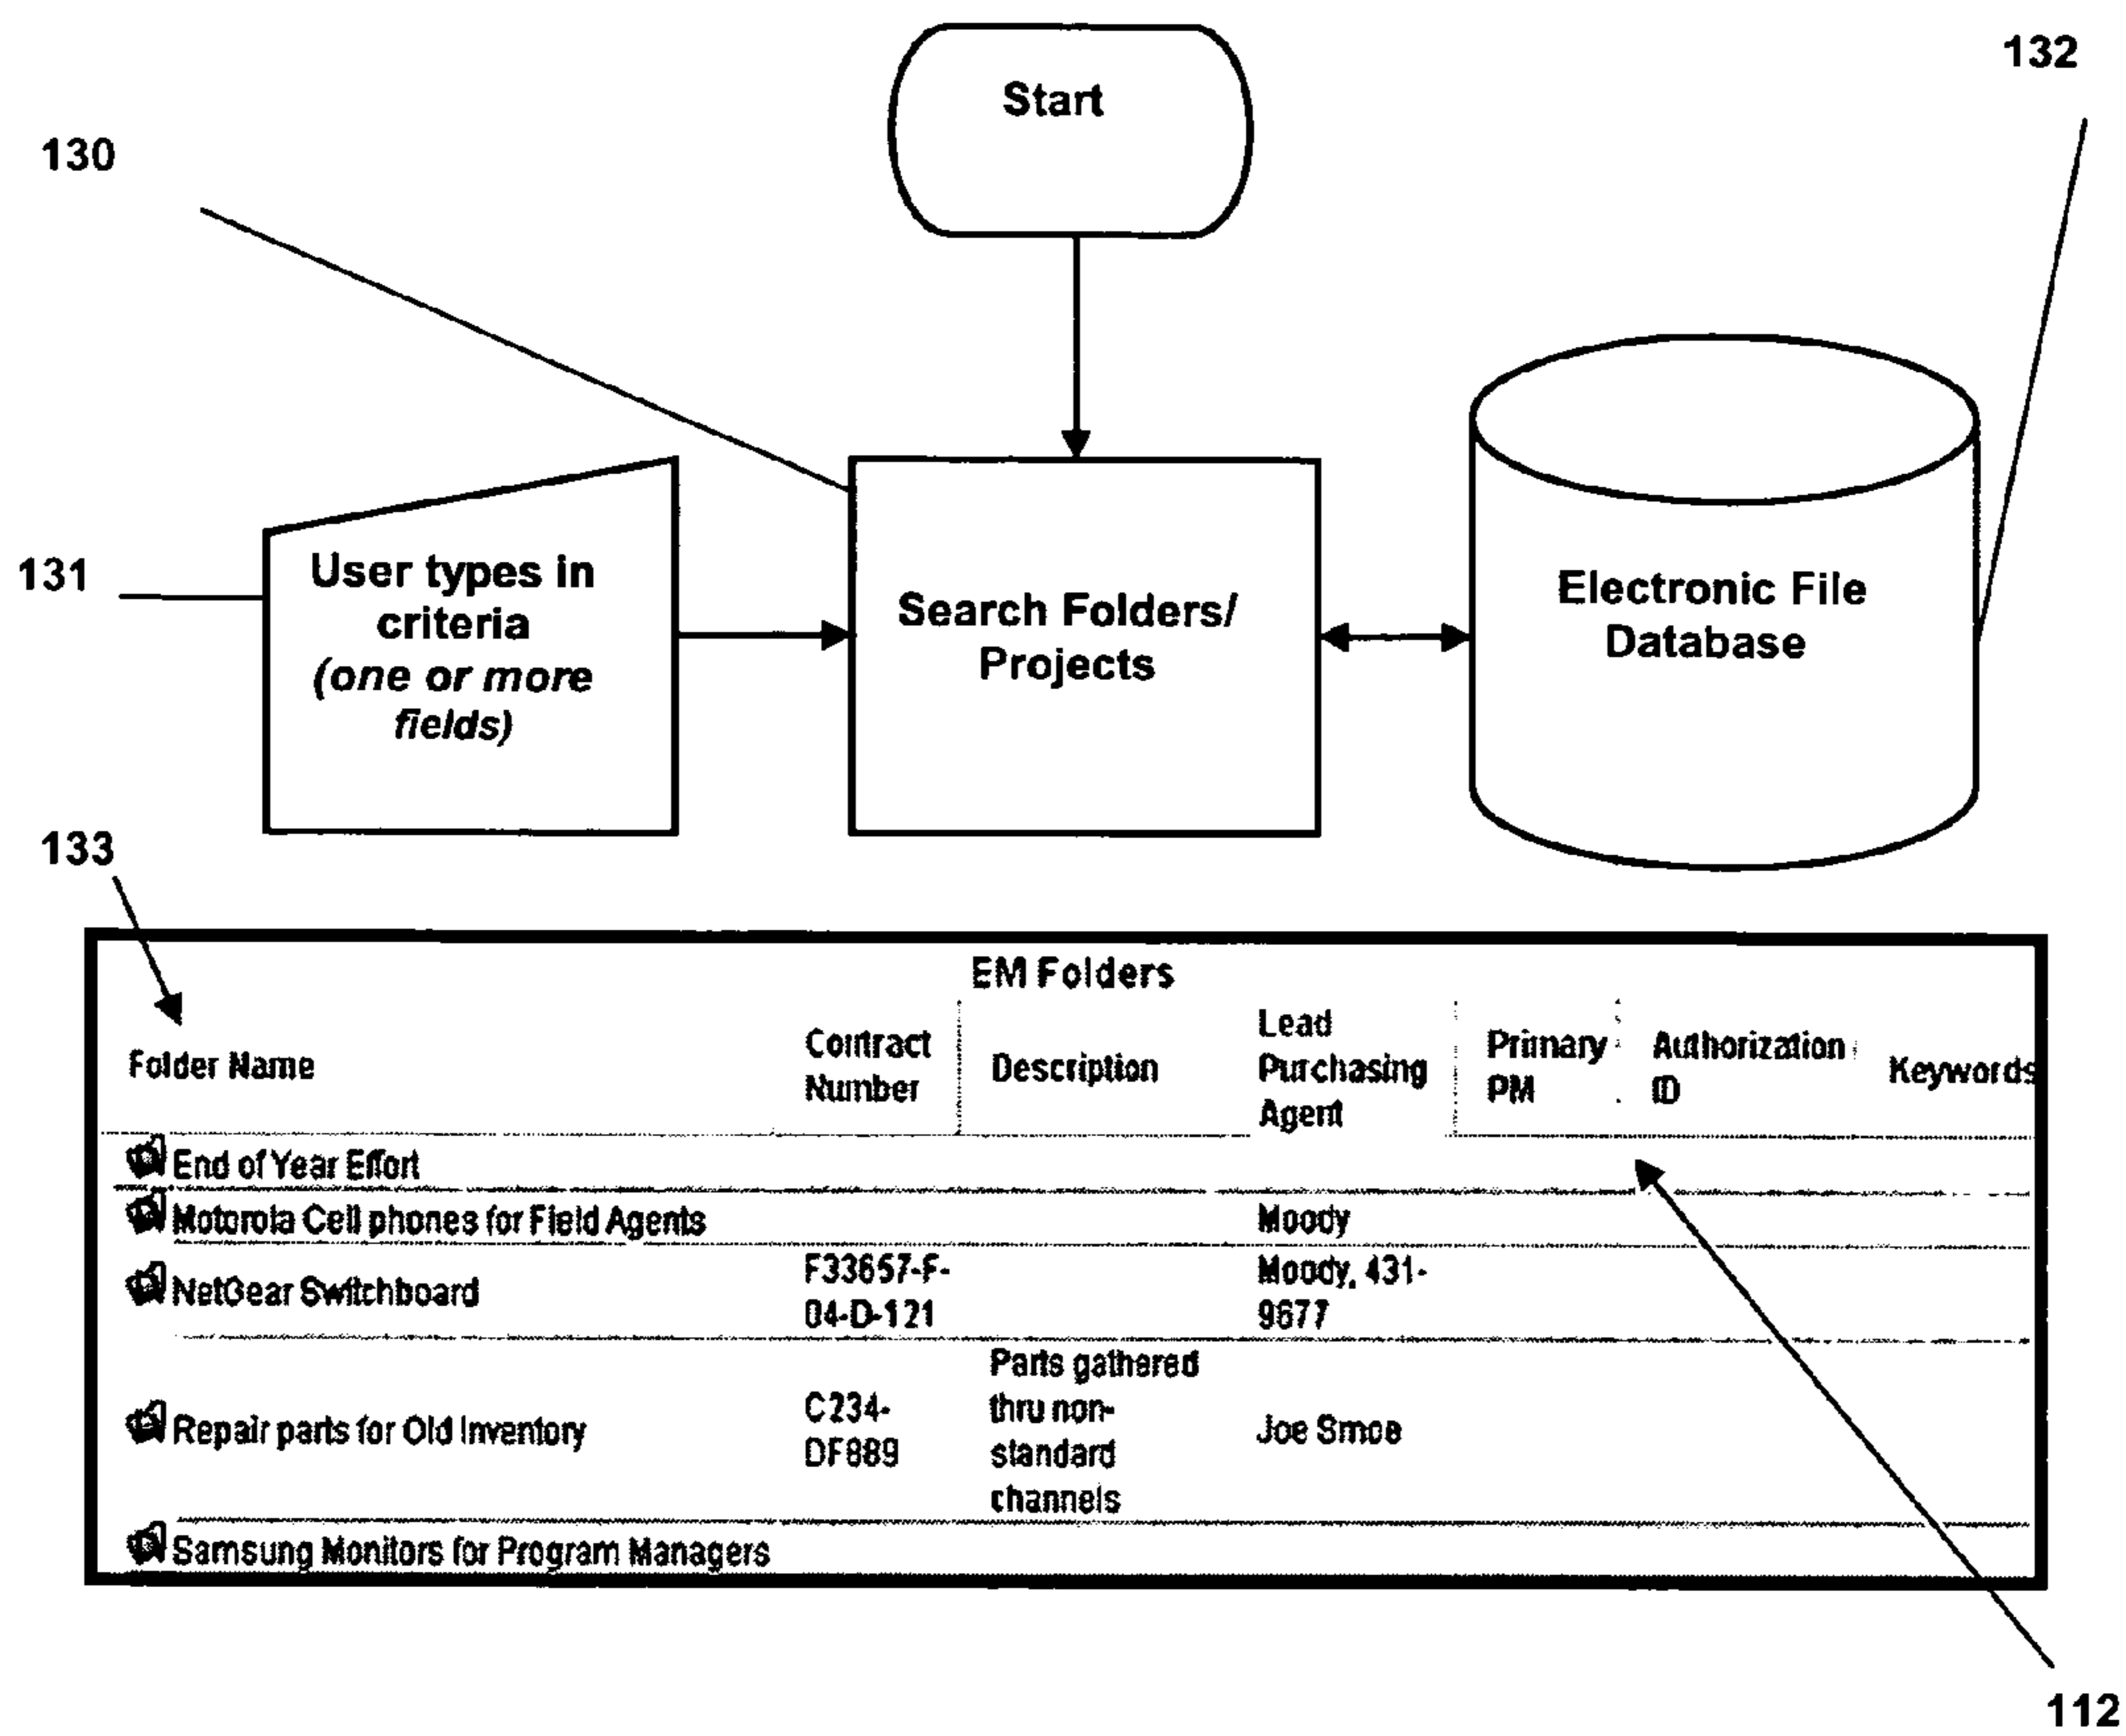 Start
132
130
131
User types in
criteria
(one or more
fields)
Search Folders/
Projects
Electronic File
Database
133
EM Folders
Folder Name
Contract
Number
Description
Lead
Purchasing
Agent
Primary
PM
Authorization
ID
Keywords
End of Year Effort
Motorola Cell phones for Field Agents
Moody
NetGear Switchboard
F33657-F-
04-D-121
Moody, 431-
9677
Repair parts for Old Inventory
C234-
DF889
Parts gathered
thru non-
standard
channels
Joe Smoe
Samsung Monitors for Program Managers
112